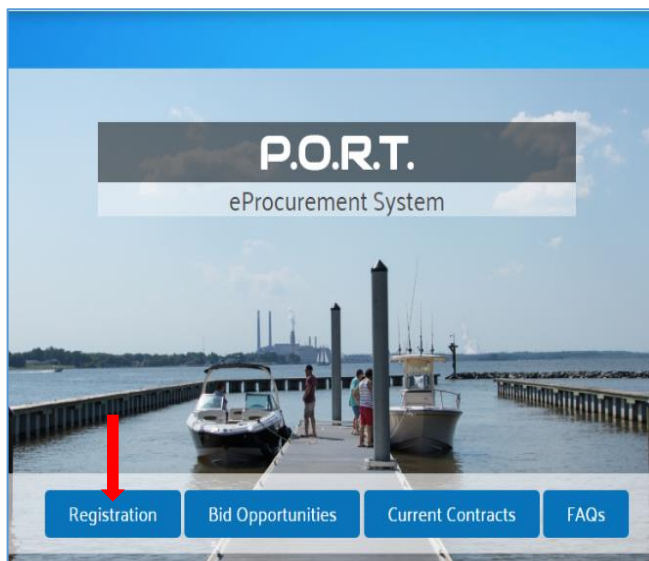 P.O.R.T.
eProcurement System
Registration
Bid Opportunities
Current Contracts
FAQs